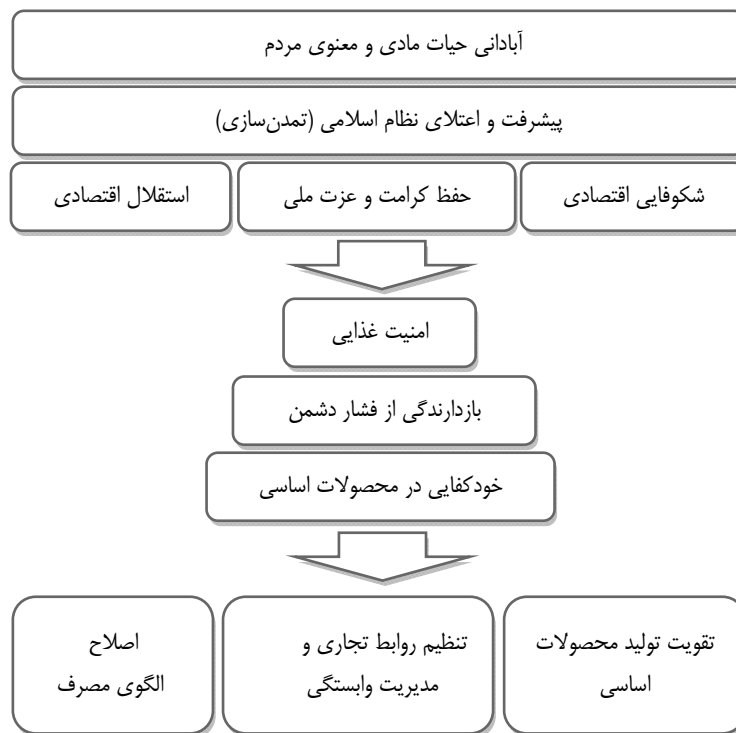 آبادانی حیات مادی و معنوی مردم
پیشرفت و اعتلای نظام اسلامی (تمدن‌سازی)
شکوفایی اقتصادی
حفظ کرامت و عزت ملی
استقلال اقتصادی
امنیت غذایی
بازدارندگی از فشار دشمن
خودکفایی در محصولات اساسی
تقویت تولید محصولات
اساسی
تنظیم روابط تجاری و
مدیریت وابستگی
اصلاح
الگوی مصرف